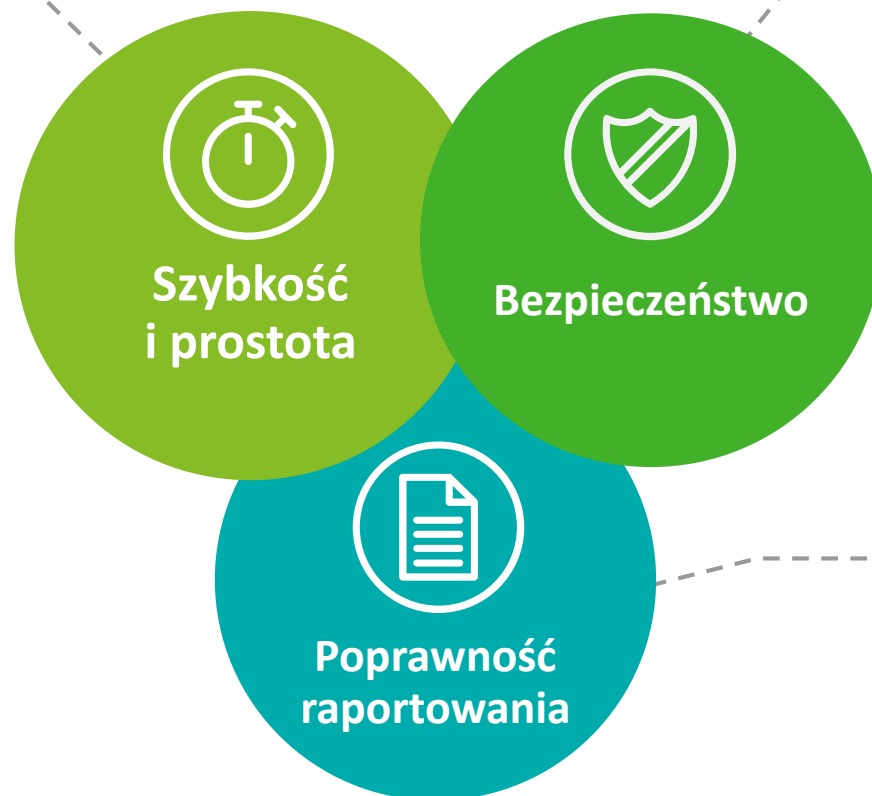 Szybkość
i prostota
Bezpieczeństwo
Poprawność
raportowania